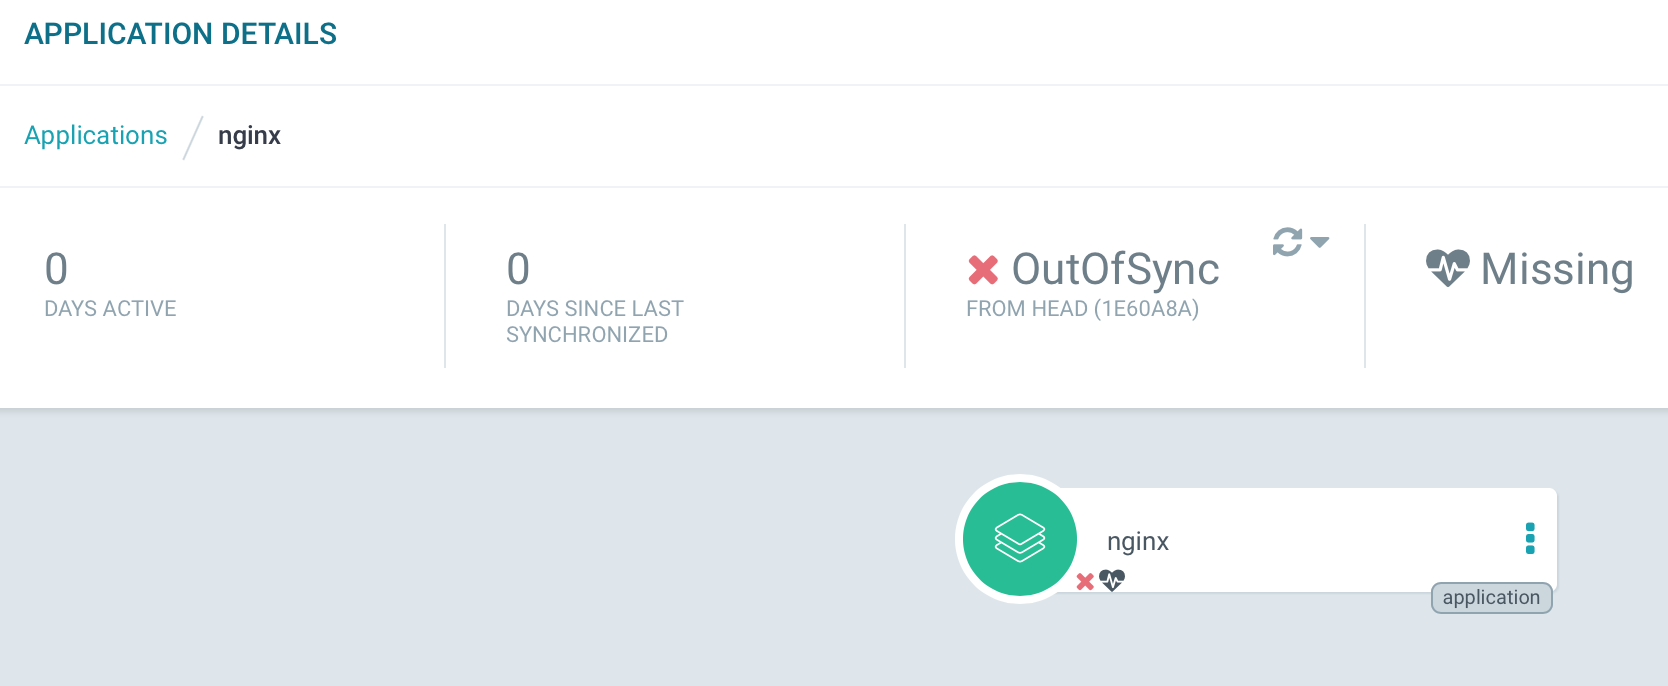 APPLICATION DETAILS
Applications / nginx
0
DAYS ACTIVE
0
DAYS SINCE LAST
SYNCHRONIZED
OutOfSync
FROM HEAD (1E60A8A)
Missing
nginx
application